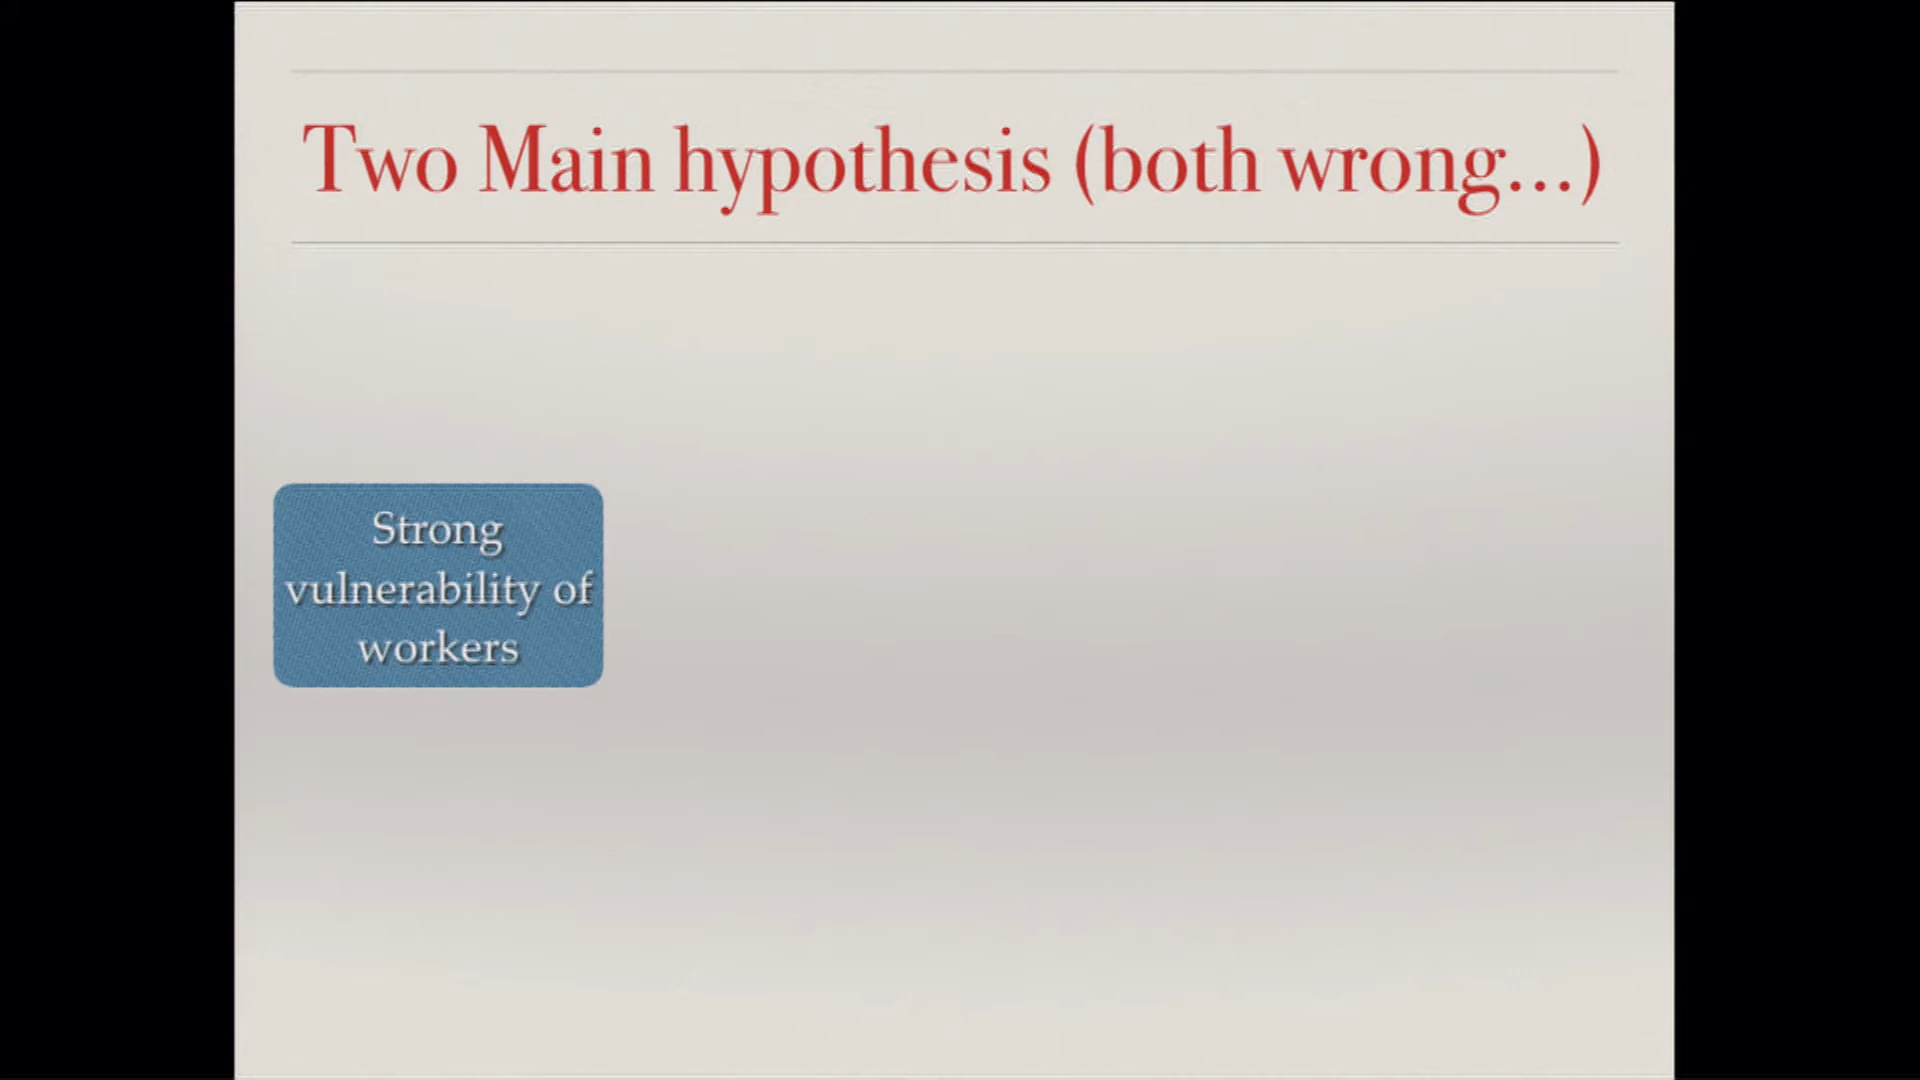 Two Main hypothesis (both wrong...)
Strong
vulnerability of
workers